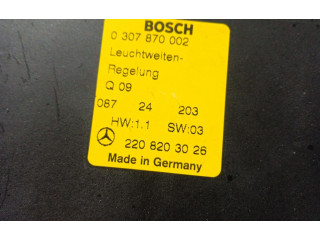 BOSCH
0 307 870 002
Leuchtweiten-
Regelung
Q 09
087 24 203
HW:1.1 SW:03
220 820 30 26
Made in Germany